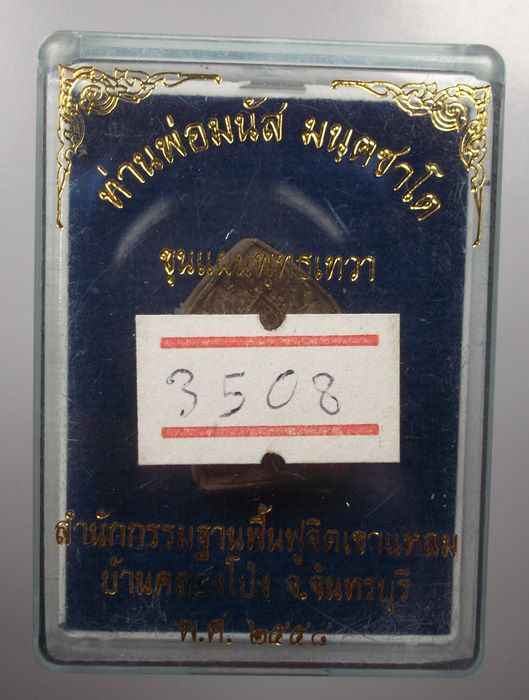 ท่านพ่อมนัส มนฺตชาโต
ขุนแผนพุทธเทวา
3508
สำนักกรรมฐานฟื้นฟูจิตเขาแหลม
บ้านคลองโป่ง จ.จันทรบุรี
พ.ศ. ๒๕๕๘